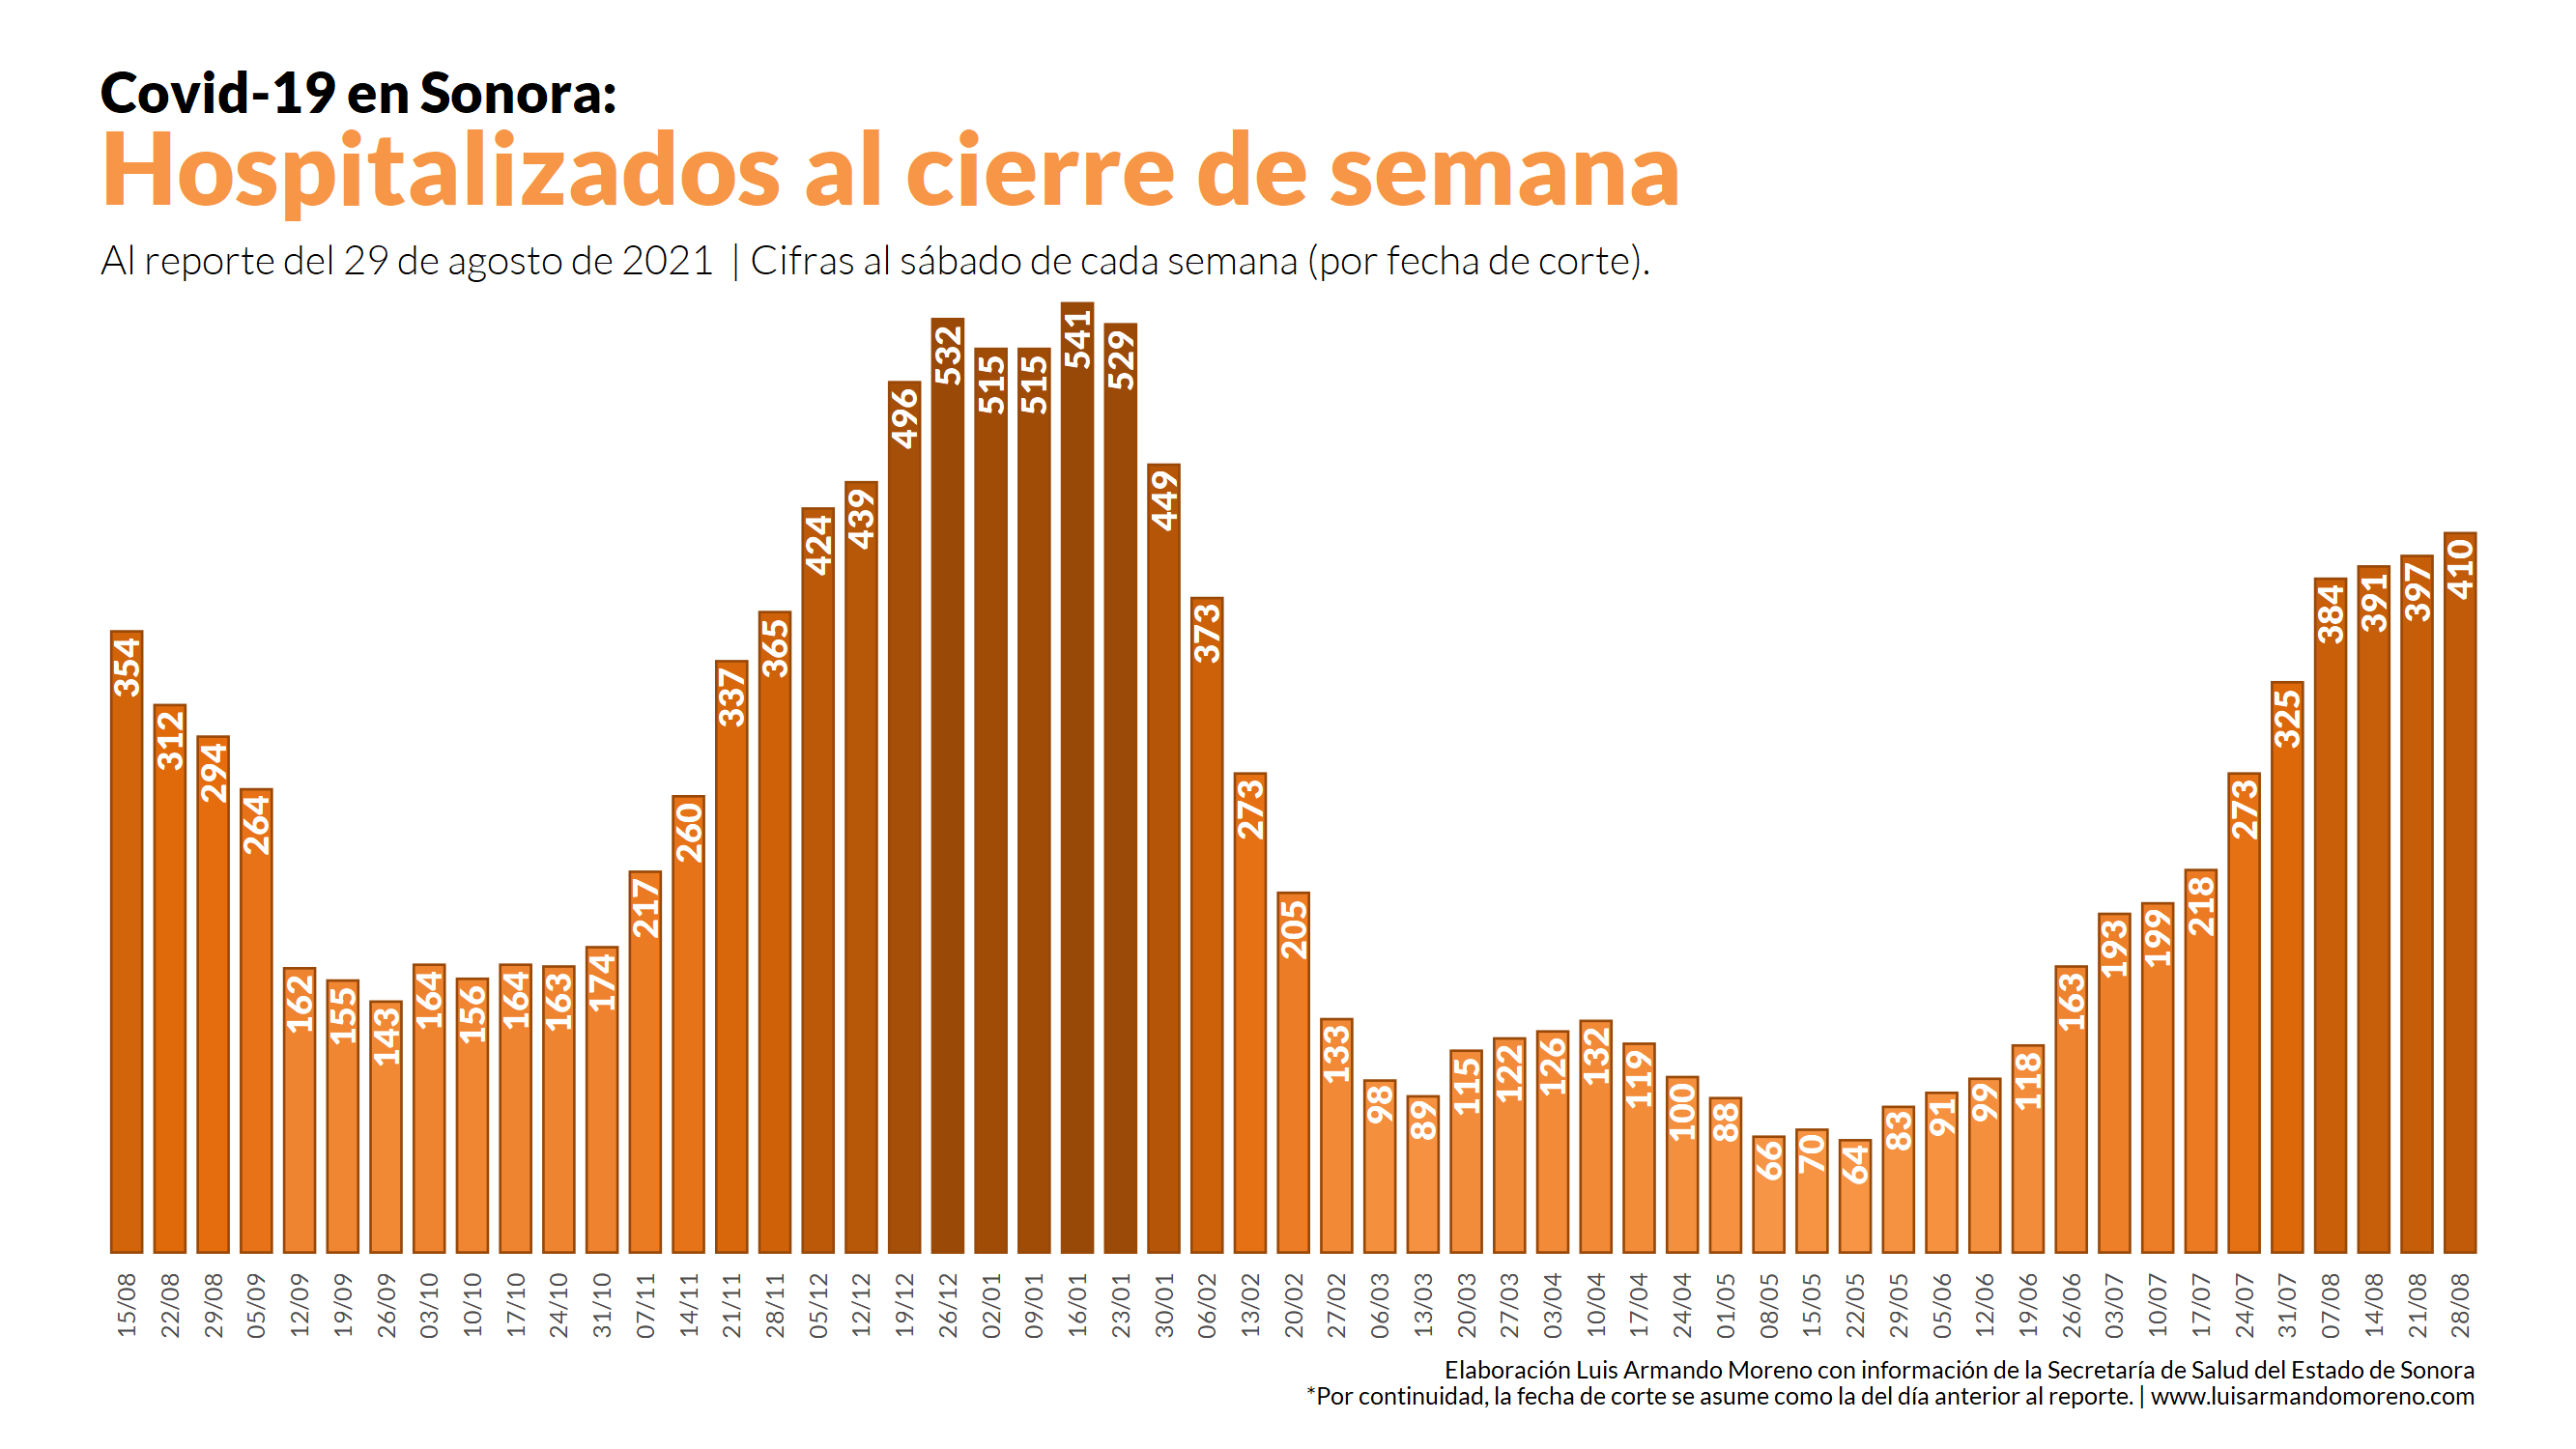 Covid-19 en Sonora:
Hospitalizados al cierre de semana
Al reporte del 29 de agosto de 2021 | Cifras al sábado de cada semana (por fecha de corte).
354 312 294 264 162 155 143 164 156 164 163 174 217 260 337 365 424 439 496 532 515 515 541 529 449 373 273 205 133 98 89 115 122 126 132 119 100 88 66 70 64 83 91 99 118 163 193 199 218 273 325 384 391 397 410
15/08 22/08 29/08 05/09 12/09 19/09 26/09 03/10 10/10 17/10 24/10 31/10 07/11 14/11 21/11 28/11 05/12 12/12 19/12 26/12 02/01 09/01 16/01 23/01 30/01 06/02 13/02 20/02 27/02 06/03 13/03 20/03 27/03 03/04 10/04 17/04 24/04 01/05 08/05 15/05 22/05 29/05 05/06 12/06 19/06 26/06 03/07 10/07 17/07 24/07 31/07 07/08 14/08 21/08 28/08
Elaboración Luis Armando Moreno con información de la Secretaría de Salud del Estado de Sonora
*Por continuidad, la fecha de corte se asume como la del día anterior al reporte. | www.luisarmandomoreno.com